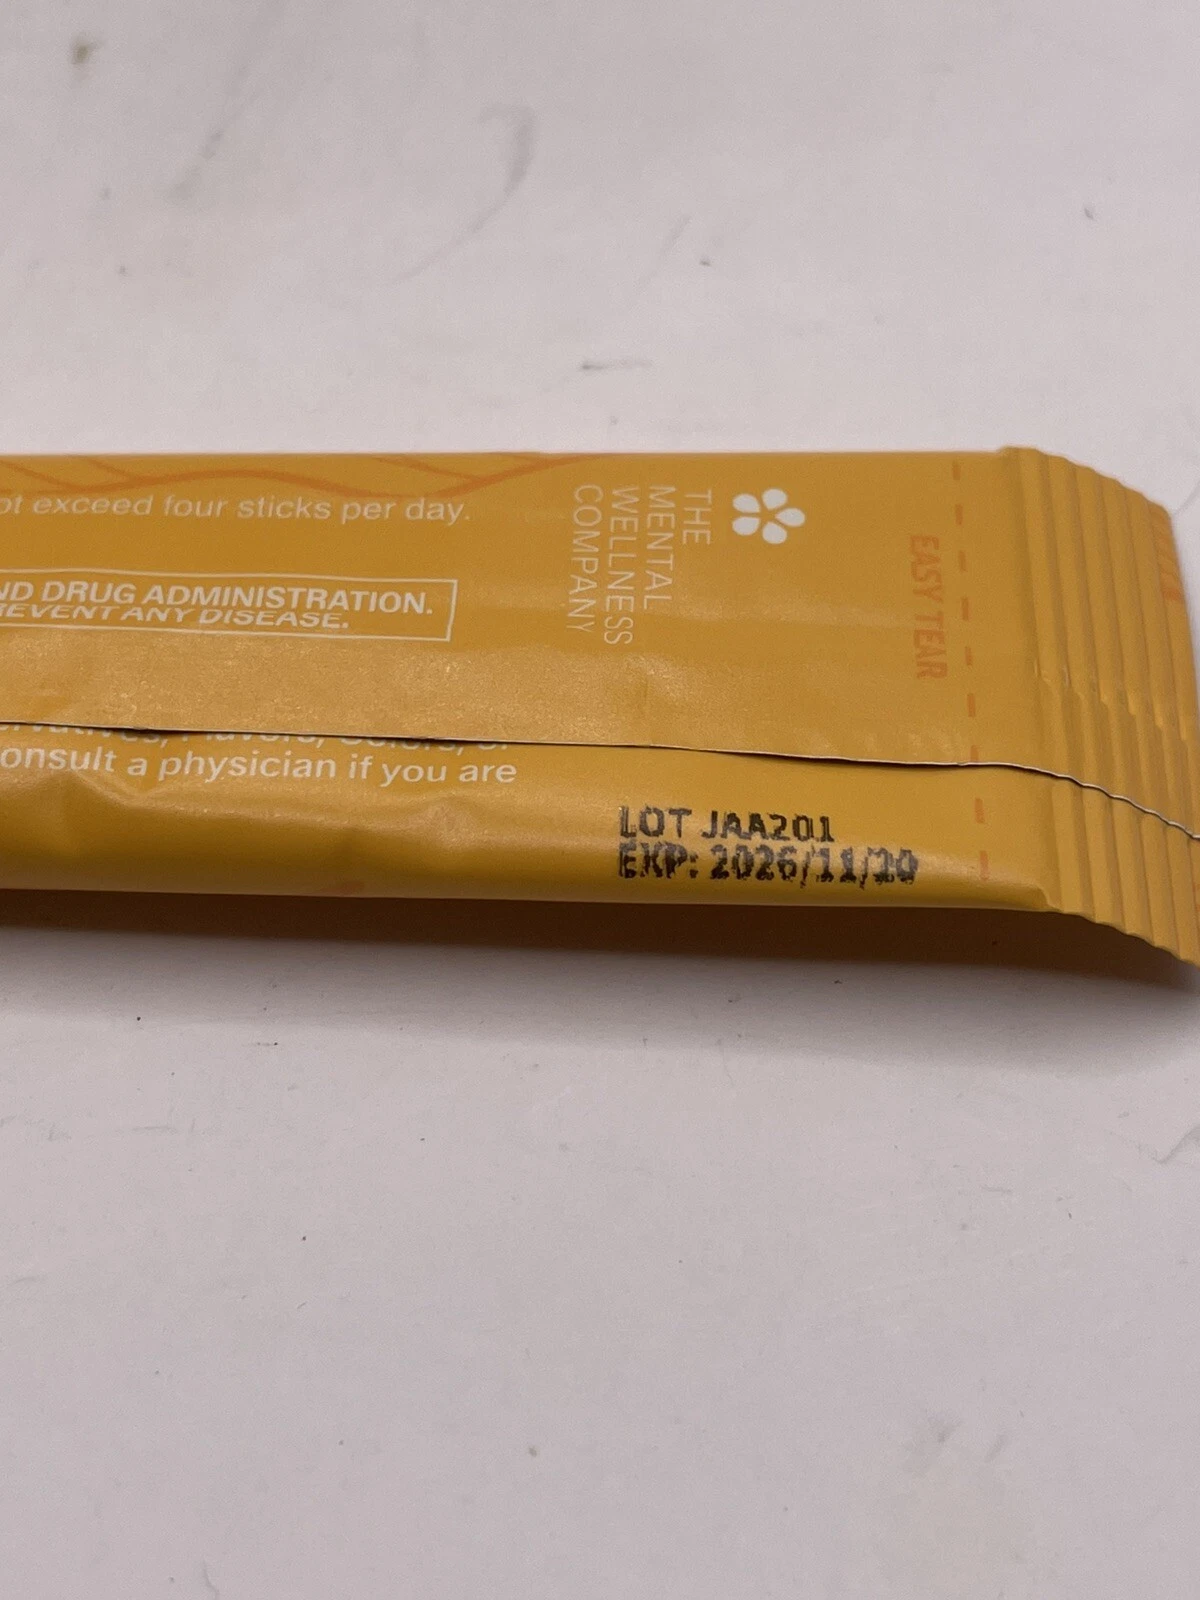 ot exceed four sticks per day.
ND DRUG ADMINISTRATION.
REVENT ANY DISEASE.
onsult a physician if you are
THE
MENTAL
WELLNESS
COMPANY
EASY TEAR
LOT JAA201
EXP: 2026/11/